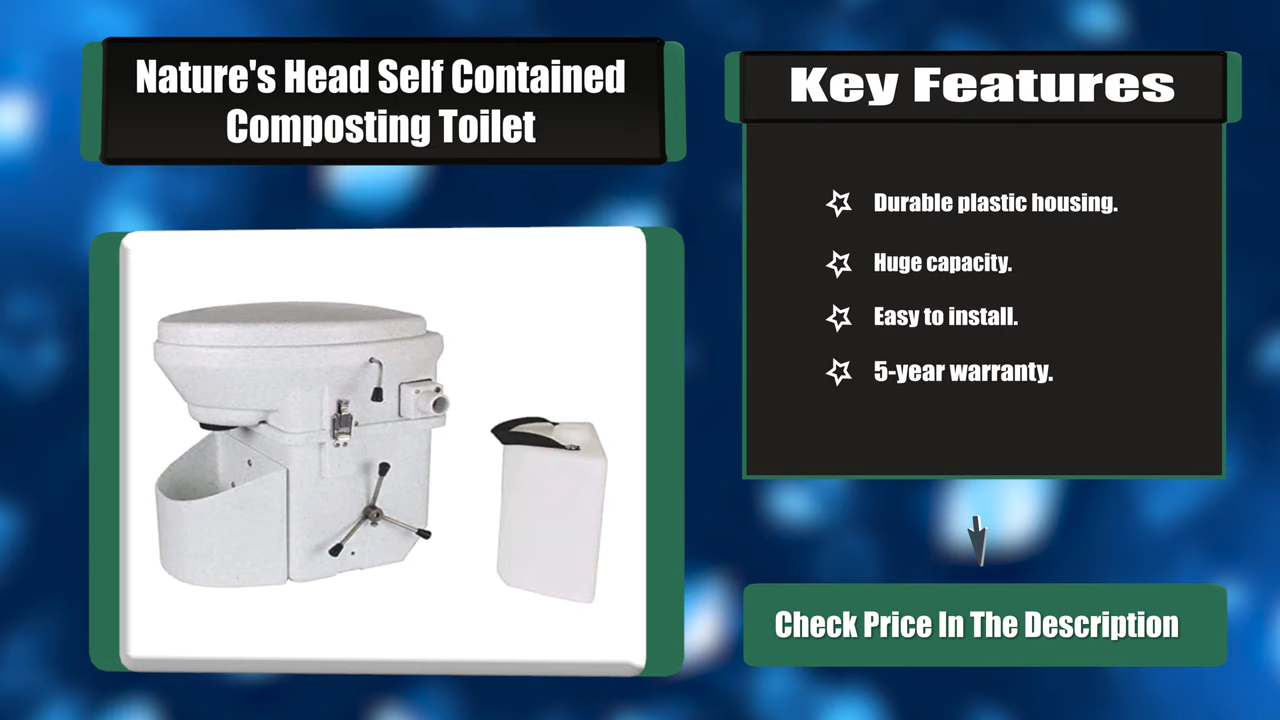 Nature's Head Self Contained
Composting Toilet
Key Features
Durable plastic housing.
Huge capacity.
Easy to install.
5-year warranty.
Check Price In The Description